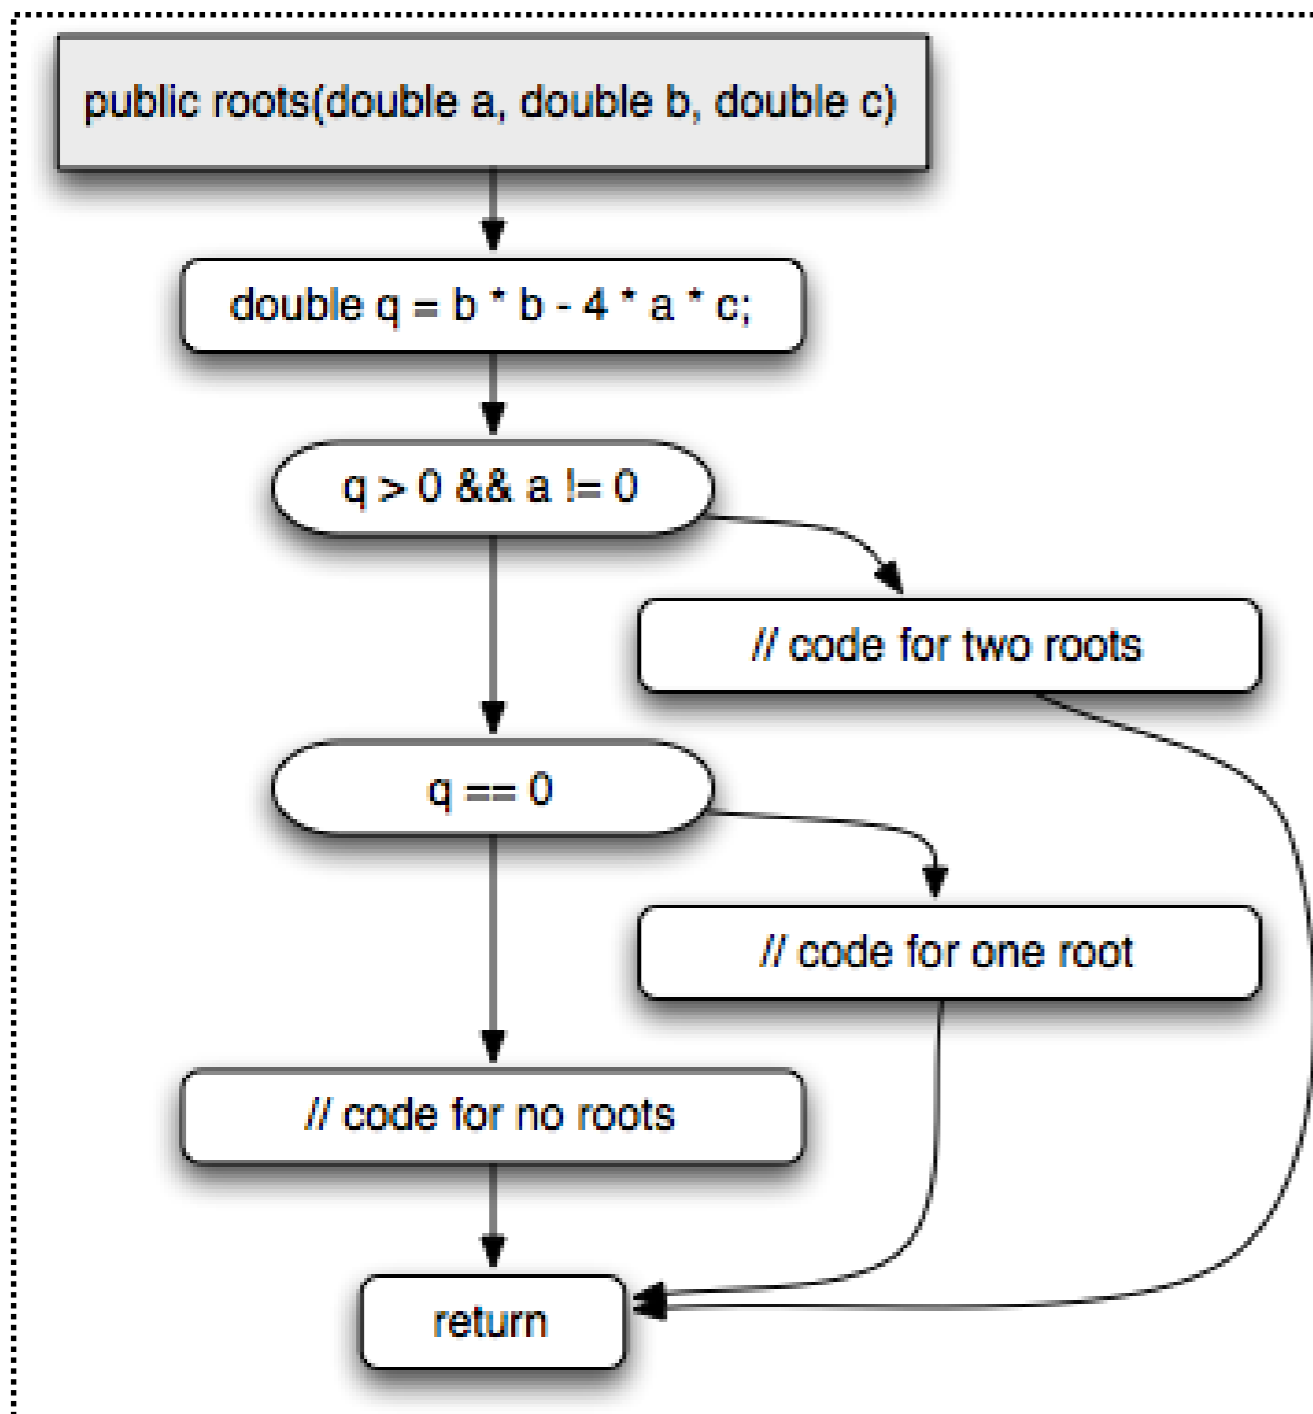 public roots(double a, double b, double c)
double q = b * b - 4 * a * c;
q > 0 && a != 0
// code for two roots
q == 0
// code for one root
// code for no roots
return